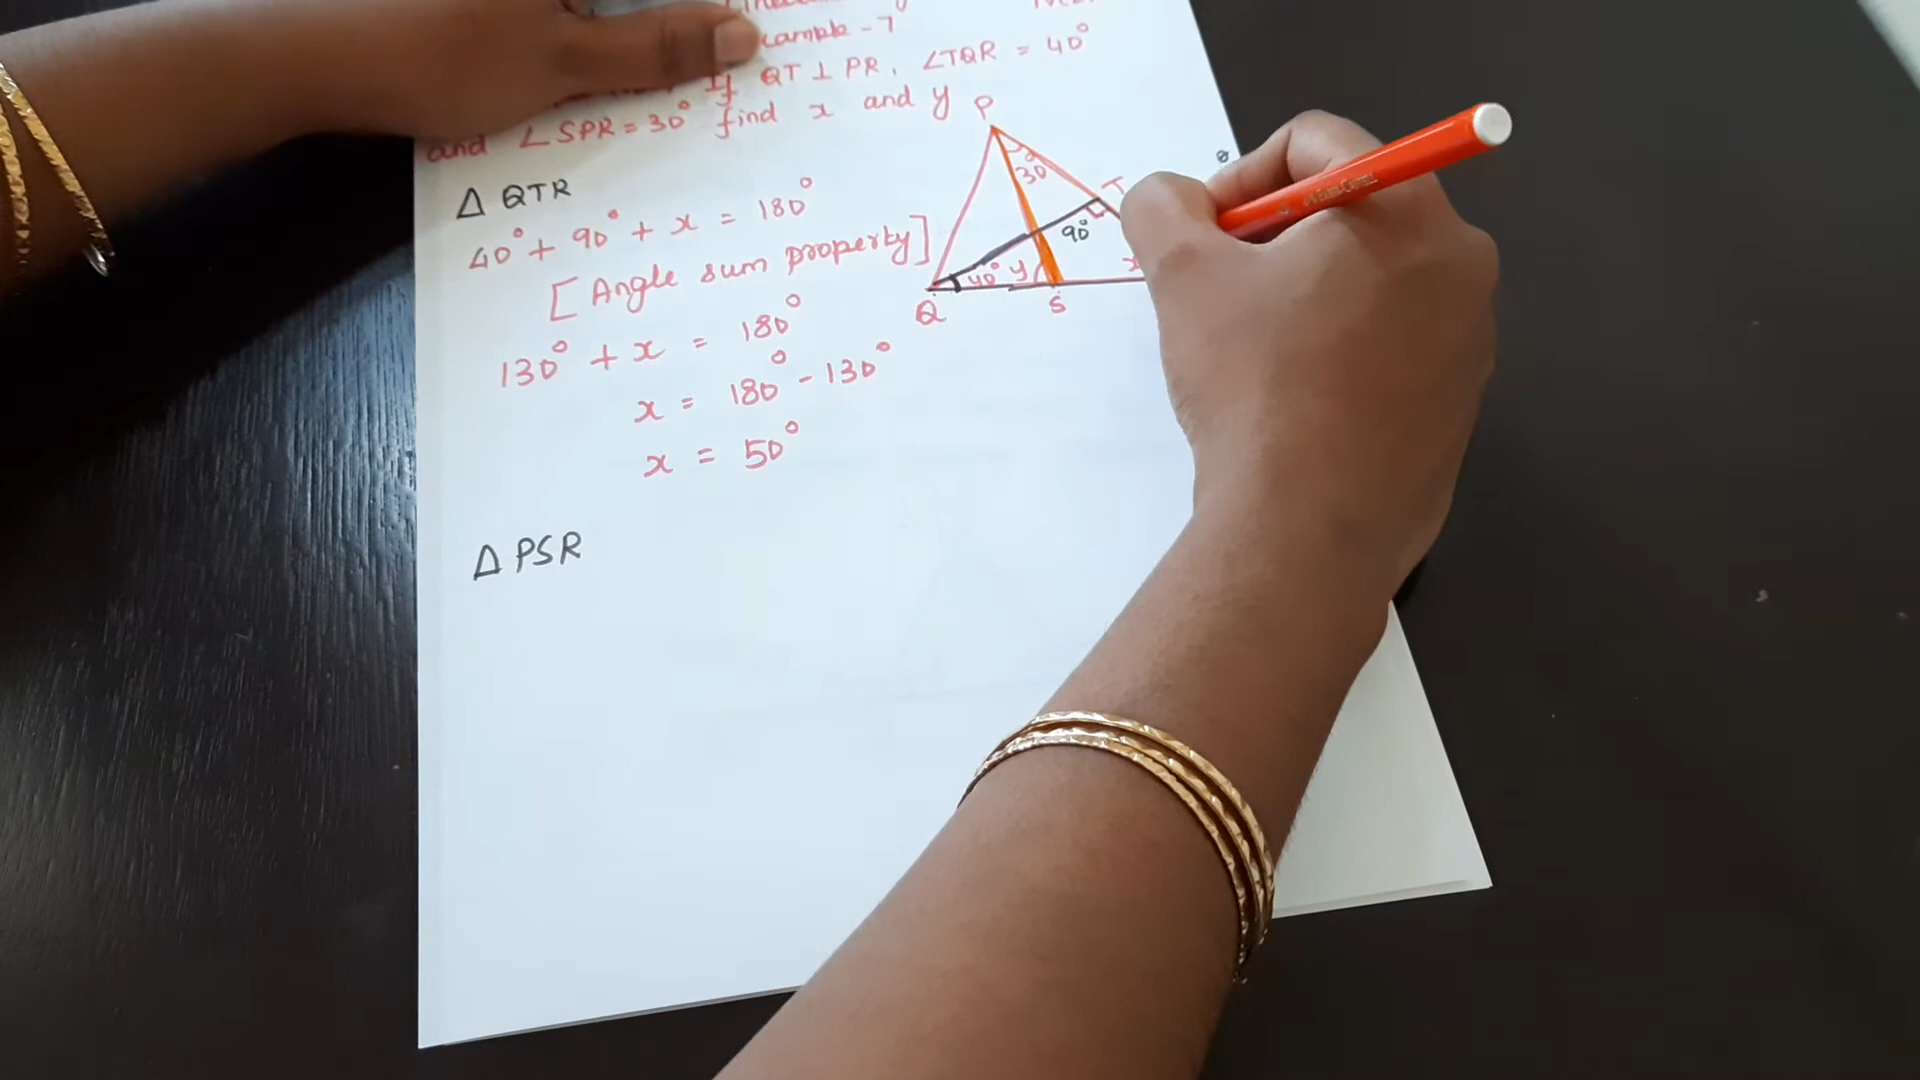 - 7
If QT ⊥ PR, ∠TQR = 40°
and ∠SPR = 30° find x and y
Δ QTR
40° + 90° + x = 180°
[Angle sum property]
130° + x = 180°
x = 180° - 130°
x = 50°
Δ PSR
P
30
T
90°
40°
y
x
Q
S